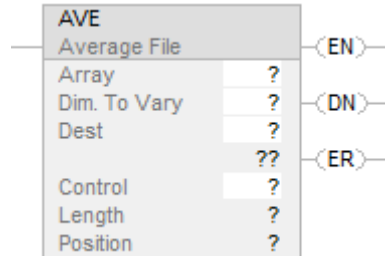 AVE
Average File (EN)
Array ?
Dim. To Vary ? (DN)
Dest ?
?? (ER)
Control ?
Length ?
Position ?